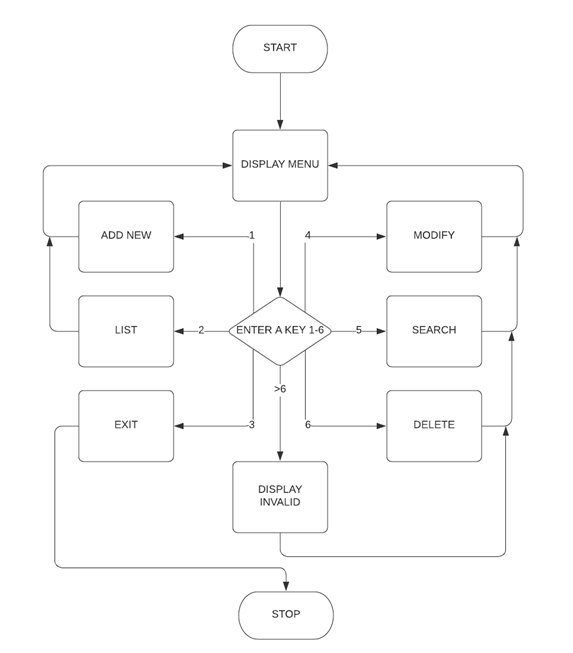 START
DISPLAY MENU
ADD NEW
1
4
MODIFY
LIST
2
ENTER A KEY 1-6
5
SEARCH
>6
EXIT
3
6
DELETE
DISPLAY
INVALID
STOP